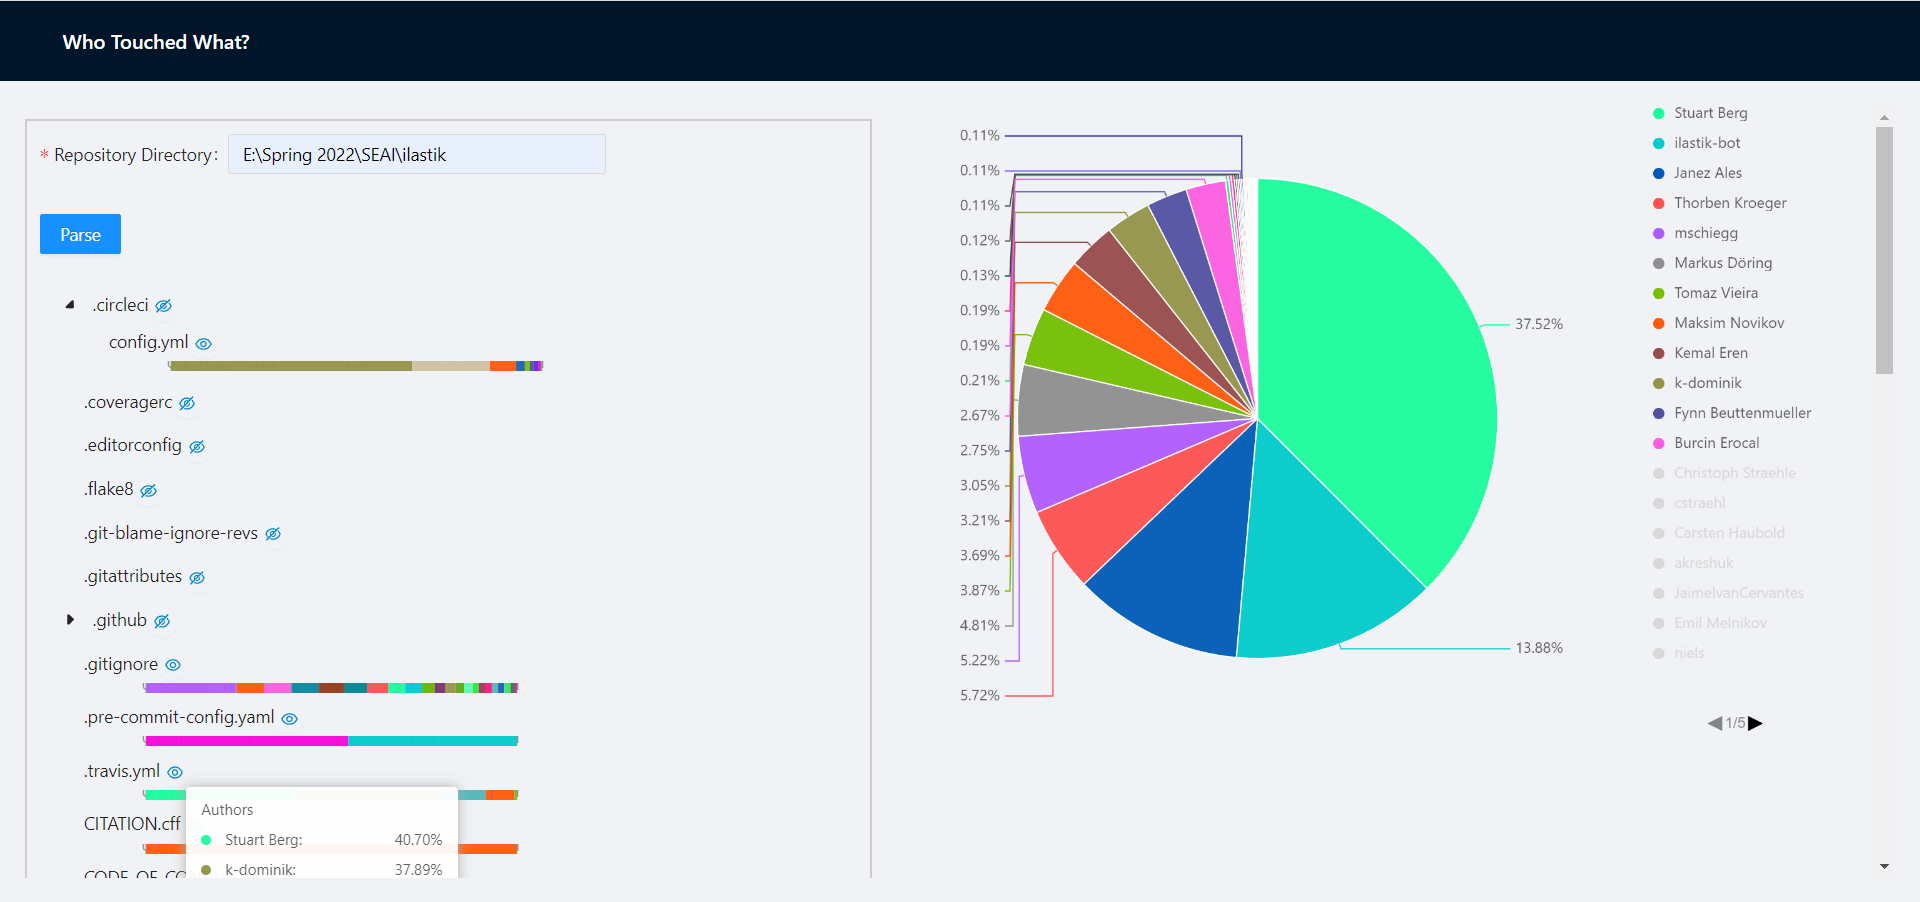 Who Touched What?
* Repository Directory:
E:\Spring 2022\SEAI\ilastik
Parse
.circleci
config.yml
.coveragerc
.editorconfig
.flake8
.git-blame-ignore-revs
.gitattributes
.github
.gitignore
.pre-commit-config.yaml
.travis.yml
CITATION.cff
Authors
Stuart Berg: 40.70%
k-dominik: 37.89%
0.11%
0.11%
0.11%
0.12%
0.13%
0.19%
0.19%
0.21%
2.67%
2.75%
3.05%
3.21%
3.69%
3.87%
4.81%
5.22%
5.72%
37.52%
13.88%
Stuart Berg
ilastik-bot
Janez Ales
Thorben Kroeger
mschiegg
Markus Döring
Tomaz Vieira
Maksim Novikov
Kemal Eren
k-dominik
Fynn Beuttenmueller
Burcin Erocal
Christoph Straehle
cstraehl
Carsten Haubold
akreshuk
JaimeIvanCervantes
Emil Melnikov
niels
1/5